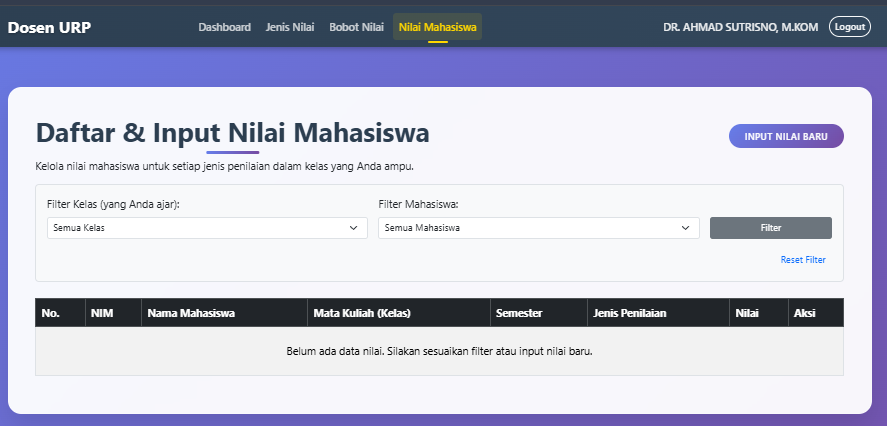 Dosen URP
Dashboard Jenis Nilai Bobot Nilai Nilai Mahasiswa
DR. AHMAD SUTRISNO, M.KOM Logout
Daftar & Input Nilai Mahasiswa
INPUT NILAI BARU
Kelola nilai mahasiswa untuk setiap jenis penilaian dalam kelas yang Anda ampu.
Filter Kelas (yang Anda ajar): Filter Mahasiswa:
Semua Kelas Semua Mahasiswa Filter
Reset Filter
No. NIM Nama Mahasiswa Mata Kuliah (Kelas) Semester Jenis Penilaian Nilai Aksi
Belum ada data nilai. Silakan sesuaikan filter atau input nilai baru.